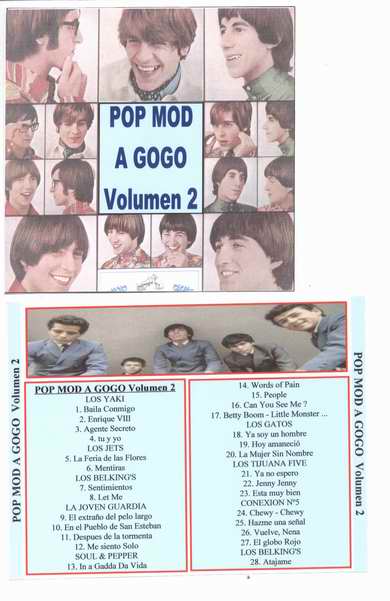 POP MOD
A GOGO
Volumen 2
POP MOD A GOGO Volumen 2
POP MOD A GOGO Volumen 2
LOS YAKI
1. Baila Conmigo
2. Enrique VIII
3. Agente Secreto
4. tu y yo
LOS JETS
5. La Feria de las Flores
6. Mentiras
LOS BELKING'S
7. Sentimientos
8. Let Me
LA JOVEN GUARDIA
9. El extraño del pelo largo
10. En el Pueblo de San Esteban
11. Despues de la tormenta
12. Me siento Solo
SOUL & PEPPER
13. In a Gadda Da Vida
14. Words of Pain
15. People
16. Can You See Me ?
17. Betty Boom - Little Monster ...
LOS GATOS
18. Ya soy un hombre
19. Hoy amaneció
20. La Mujer Sin Nombre
LOS TIJUANA FIVE
21. Ya no espero
22. Jenny Jenny
23. Esta muy bien
CONEXION Nº5
24. Chewy - Chewy
25. Hazme una señal
26. Vuelve, Nena
27. El globo Rojo
LOS BELKING'S
28. Atajame
POP MOD A GOGO Volumen 2